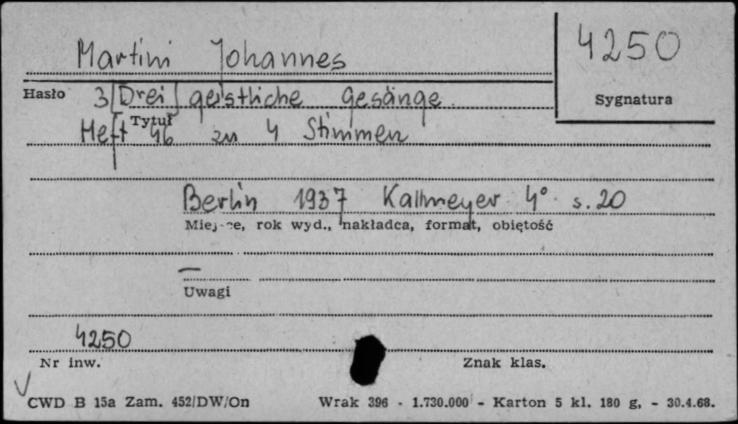 Martini Johannes
4250
Hasło
Sygnatura
3 [Drei] geistliche Gesänge.
Tytuł
Heft 46 zu 4 Stimmen
Berlin 1937 Kallmeyer 4° s. 20
Miejsce, rok wyd., nakładca, format, objętość
—
Uwagi
4250
Nr inw.
Znak klas.
CWD B 15a Zam. 452/DW/On
Wrak 396 - 1.730.000 - Karton 5 kl. 180 g. - 30.4.68.